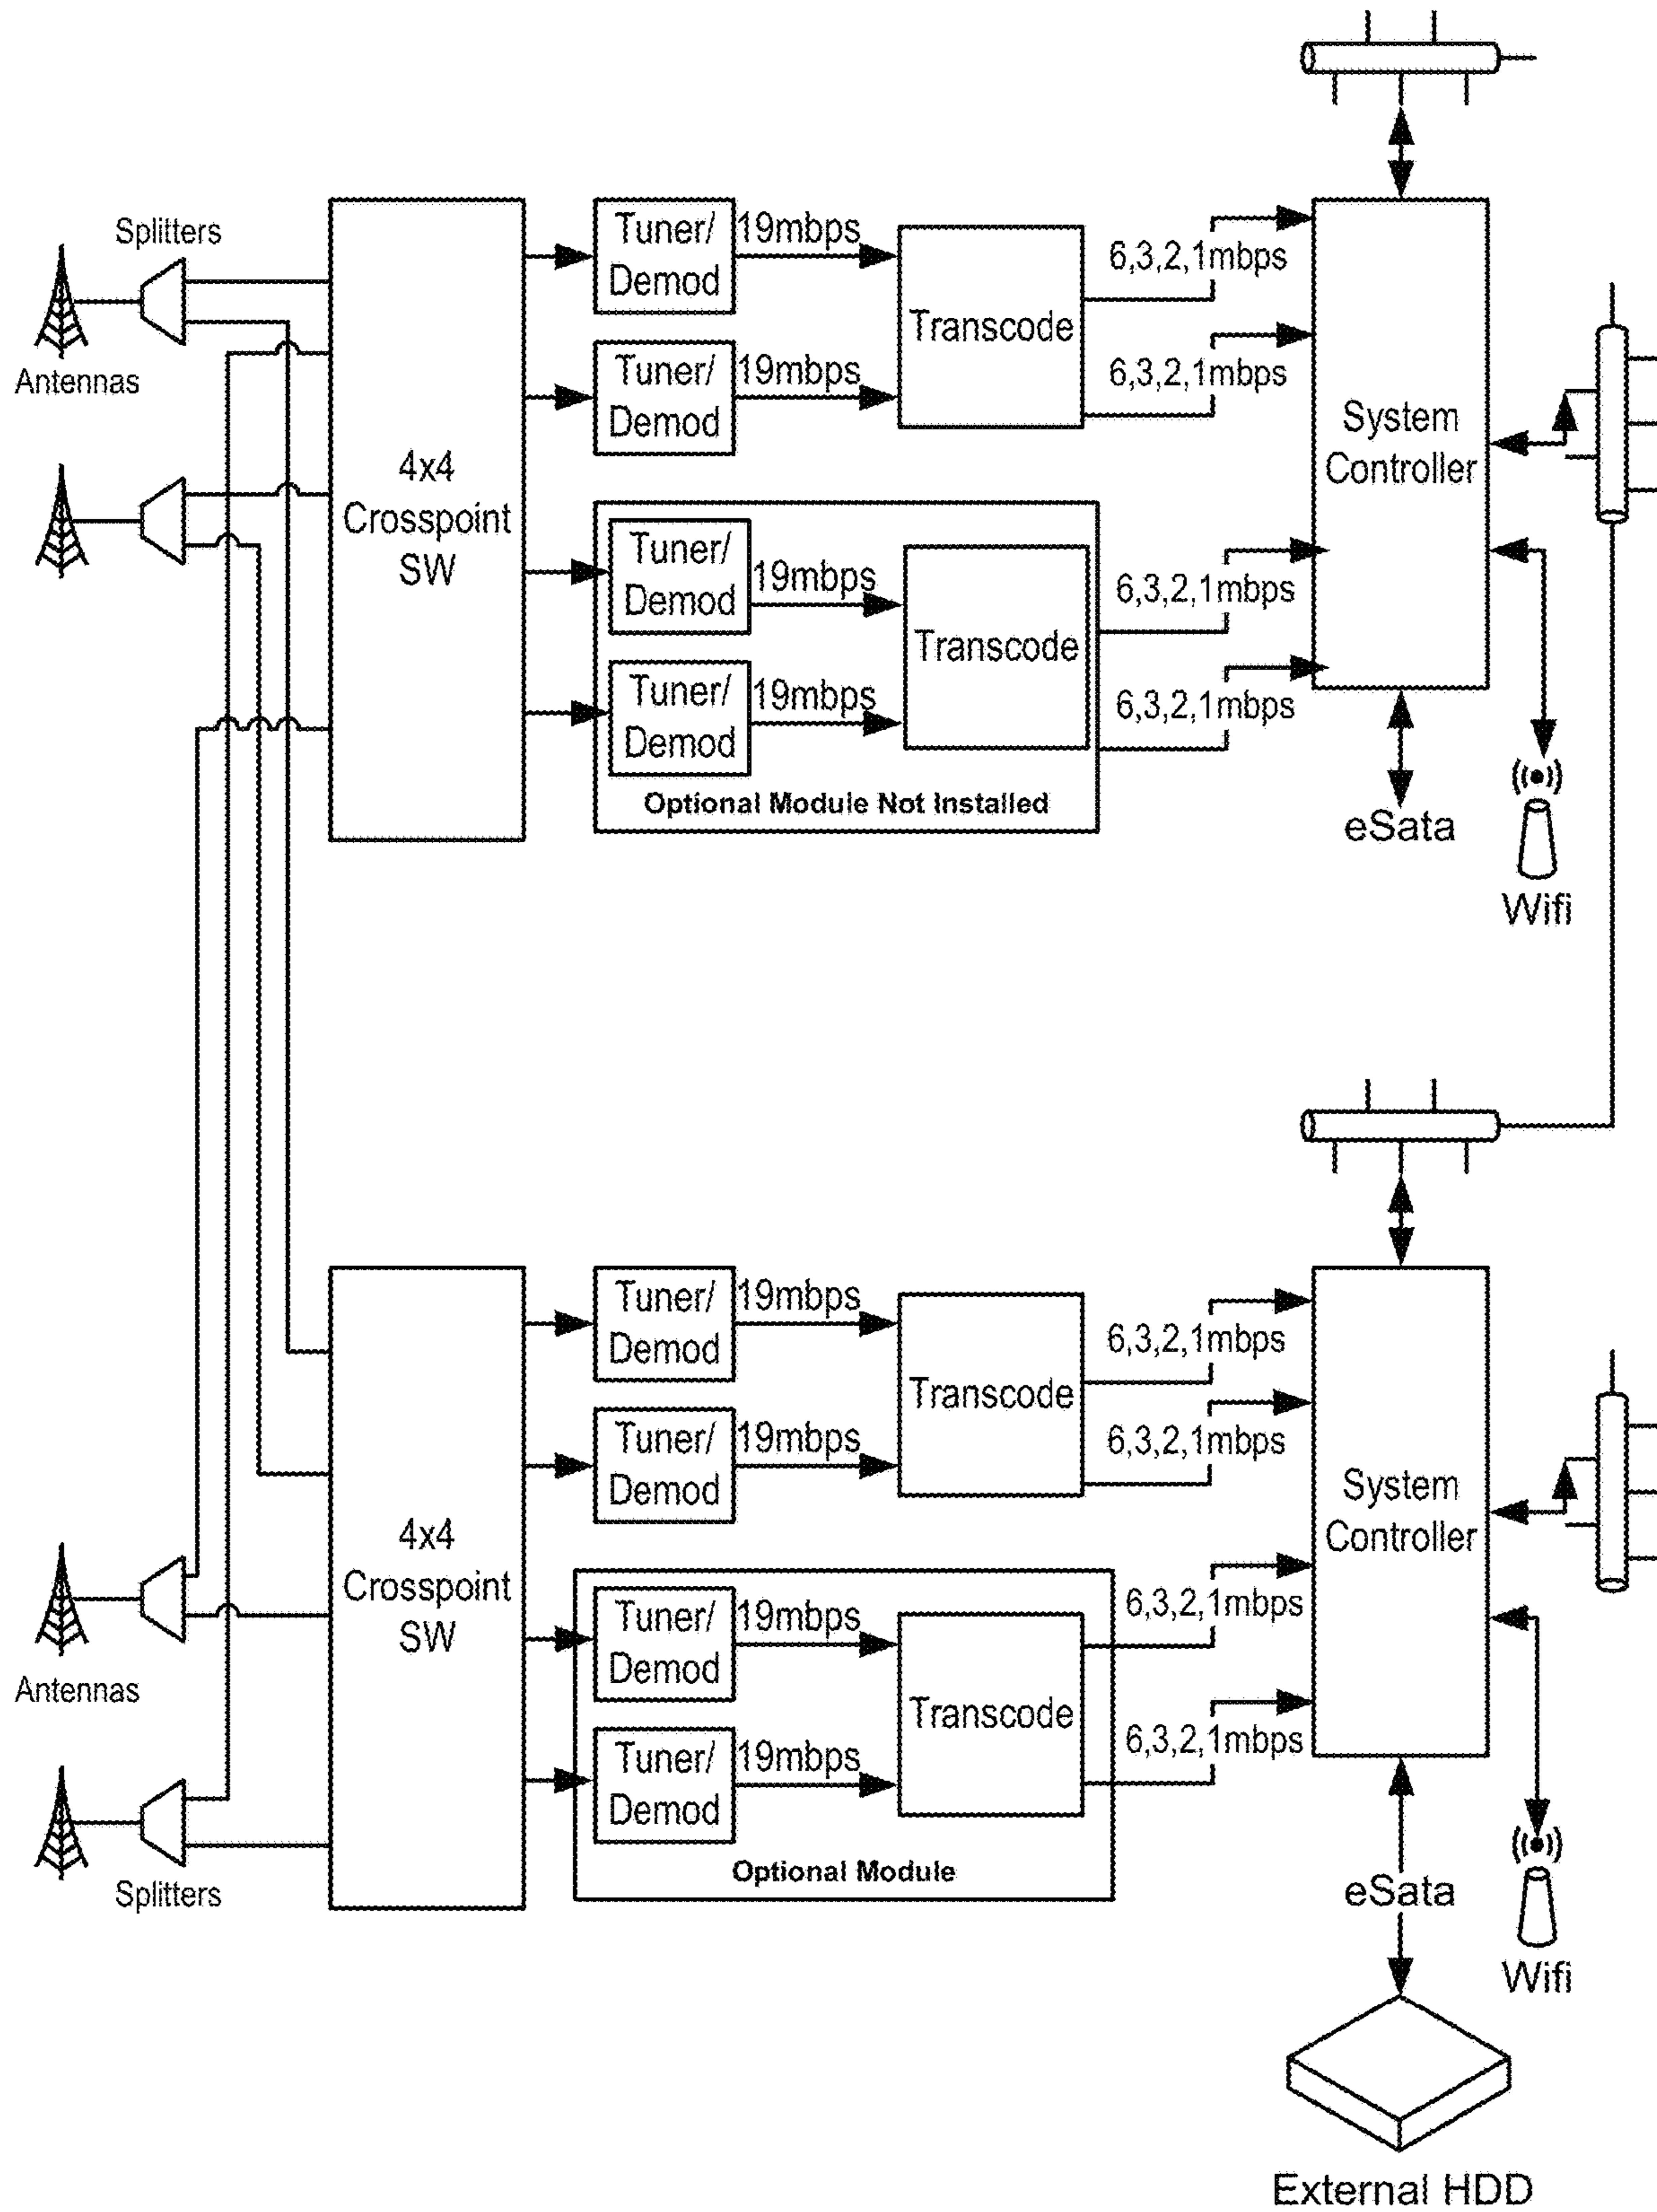 Splitters
Antennas
4x4
Crosspoint
SW
Tuner/
Demod
19mbps
Tuner/
Demod
19mbps
Transcode
6,3,2,1mbps
6,3,2,1mbps
Tuner/
Demod
19mbps
Tuner/
Demod
19mbps
Transcode
Optional Module Not Installed
6,3,2,1mbps
6,3,2,1mbps
System
Controller
eSata
Wifi
4x4
Crosspoint
SW
Antennas
Splitters
Tuner/
Demod
19mbps
Tuner/
Demod
19mbps
Transcode
6,3,2,1mbps
6,3,2,1mbps
Tuner/
Demod
19mbps
Tuner/
Demod
19mbps
Transcode
Optional Module
6,3,2,1mbps
6,3,2,1mbps
System
Controller
eSata
Wifi
External HDD